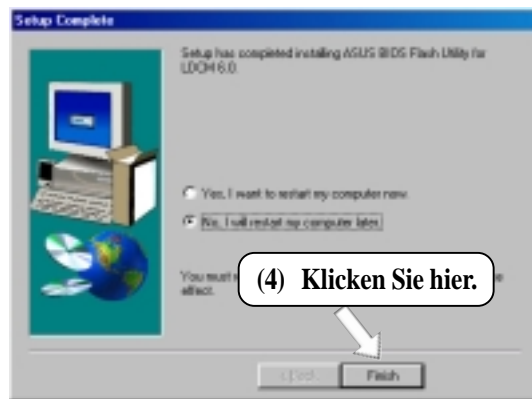 Setup Complete
Setup has completed installing ASUS BIOS Flash Utility for
LDCM 6.0.
Yes, I want to restart my computer now.
No, I will restart my computer later.
You must
effect.
(4) Klicken Sie hier.
Finish